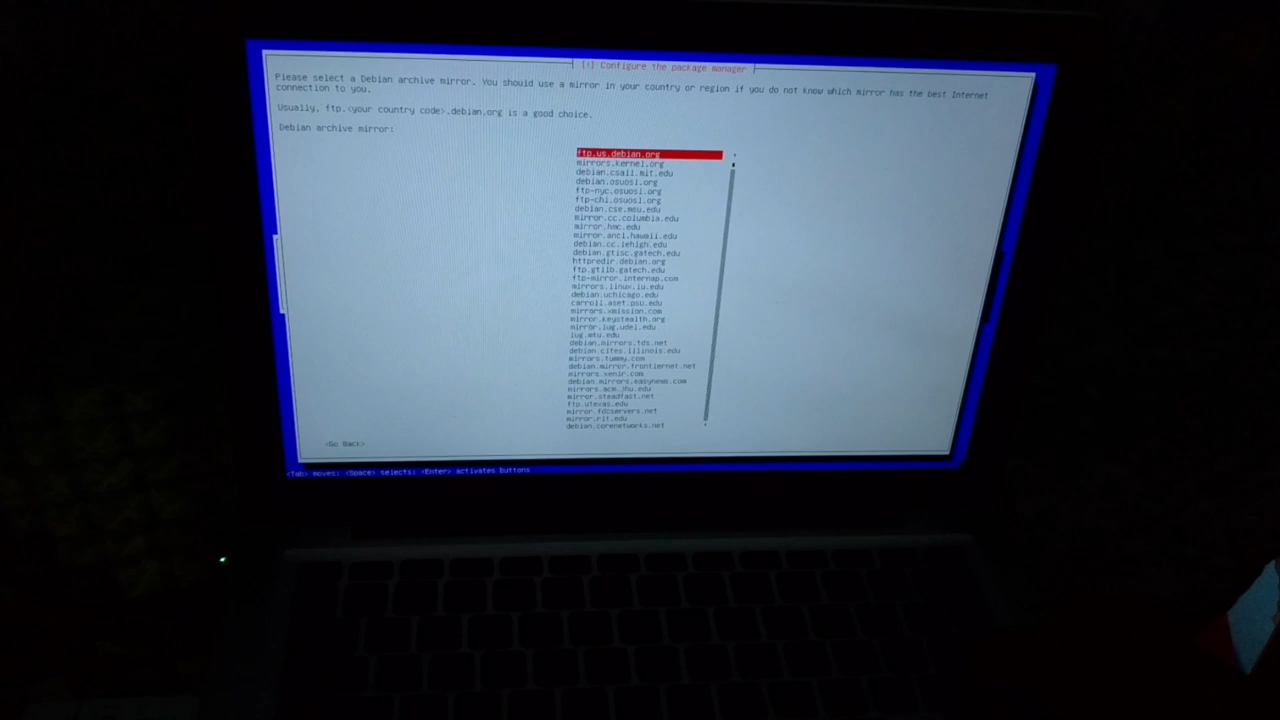 [!] Configure the package manager
Please select a Debian archive mirror. You should use a mirror in your country or region if you do not know which mirror has the best Internet
connection to you.
Usually, ftp.<your country code>.debian.org is a good choice.
Debian archive mirror:
ftp.us.debian.org
mirrors.kernel.org
debian.csail.mit.edu
debian.osuosl.org
ftp-nyc.osuosl.org
ftp-chi.osuosl.org
debian.cse.msu.edu
mirror.cc.columbia.edu
mirror.hmc.edu
mirror.ancl.hawaii.edu
debian.cc.lehigh.edu
debian.gtisc.gatech.edu
httpredir.debian.org
ftp.gtlib.gatech.edu
ftp-mirror.internap.com
mirrors.linux.iu.edu
debian.uchicago.edu
carroll.aset.psu.edu
mirrors.xmission.com
mirror.keystealth.org
mirror.lug.udel.edu
lug.mtu.edu
debian.mirrors.tds.net
debian.cites.illinois.edu
mirrors.tummy.com
debian.mirror.frontiernet.net
mirrors.xenir.com
debian.mirrors.easynews.com
mirrors.acm.jhu.edu
mirror.steadfast.net
ftp.utexas.edu
mirror.fdcservers.net
mirror.rit.edu
debian.corenetworks.net
<Go Back>
<Tab> moves; <Space> selects; <Enter> activates buttons